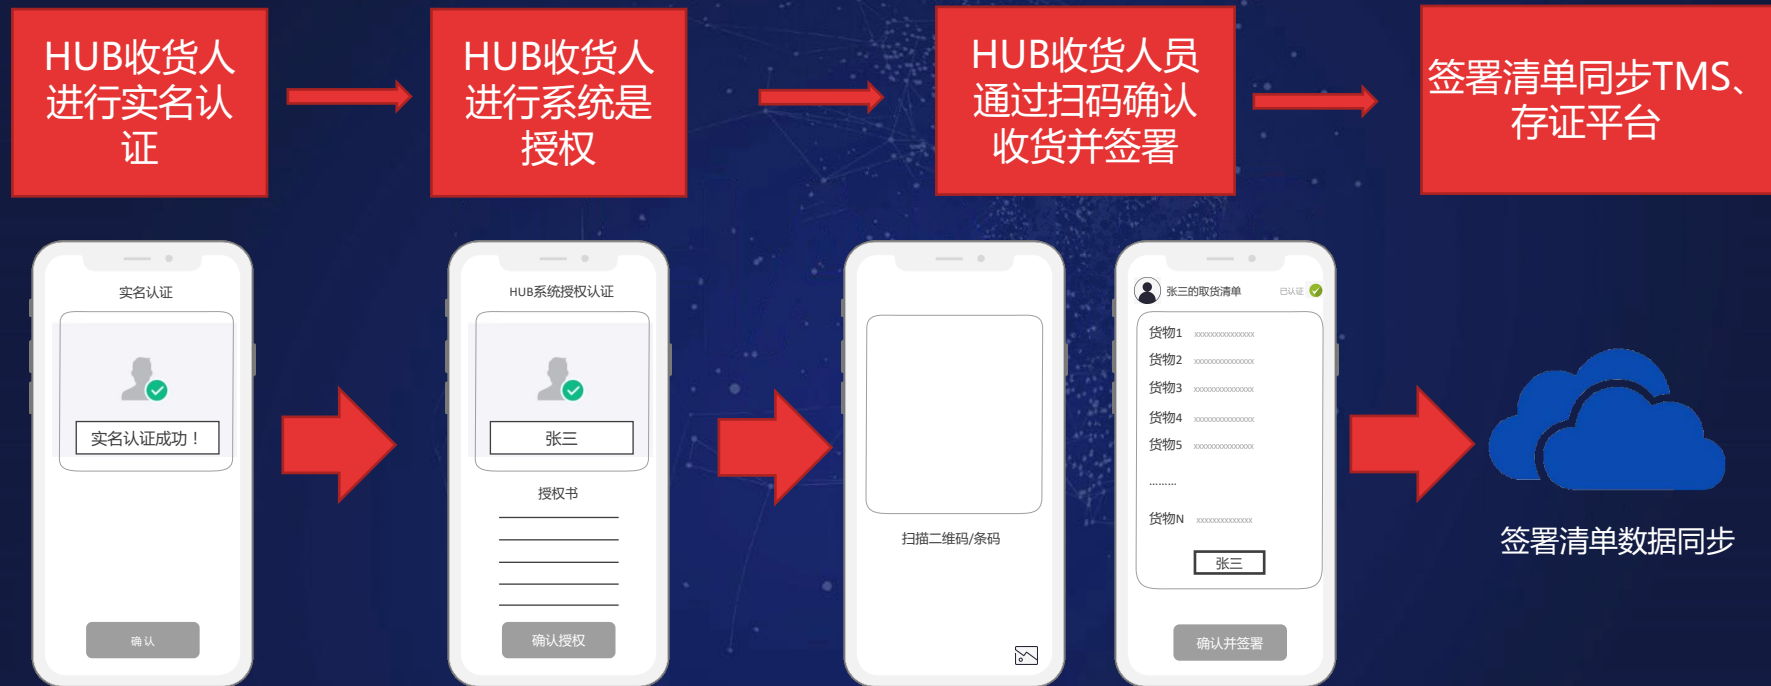 HUB收货人
进行实名认
证
HUB收货人
进行系统是
授权
HUB收货人员
通过扫码确认
收货并签署
签署清单同步TMS、
存证平台
实名认证
实名认证成功！
确 认
HUB系统授权认证
张三
授权书
确认授权
扫描二维码/条码
张三的取货清单 已认证
货物1 xxxxxxxxxxxxxxx
货物2 xxxxxxxxxxxxxxx
货物3 xxxxxxxxxxxxxxx
货物4 xxxxxxxxxxxxxxx
货物5 xxxxxxxxxxxxxxx
.........
货物N xxxxxxxxxxxxxx
张三
确认并签署
签署清单数据同步